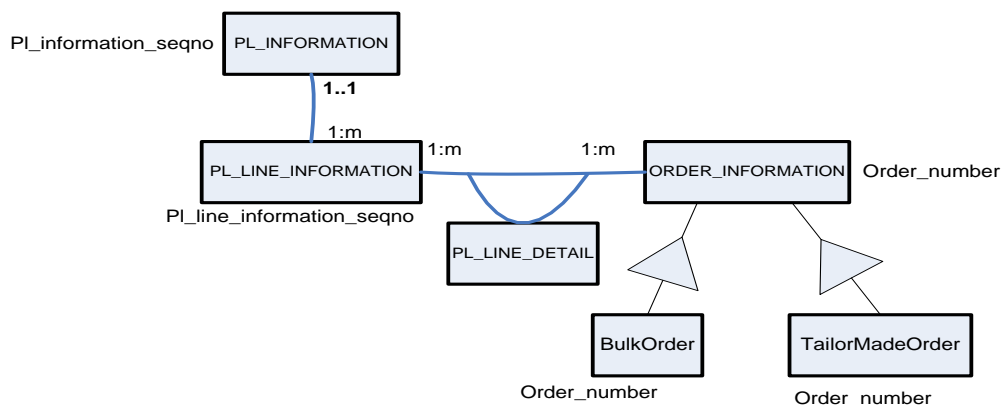 Pl_information_seqno
PL_INFORMATION
1..1
1:m
PL_LINE_INFORMATION
1:m
1:m
ORDER_INFORMATION
Order_number
Pl_line_information_seqno
PL_LINE_DETAIL
BulkOrder
TailorMadeOrder
Order_number
Order_number